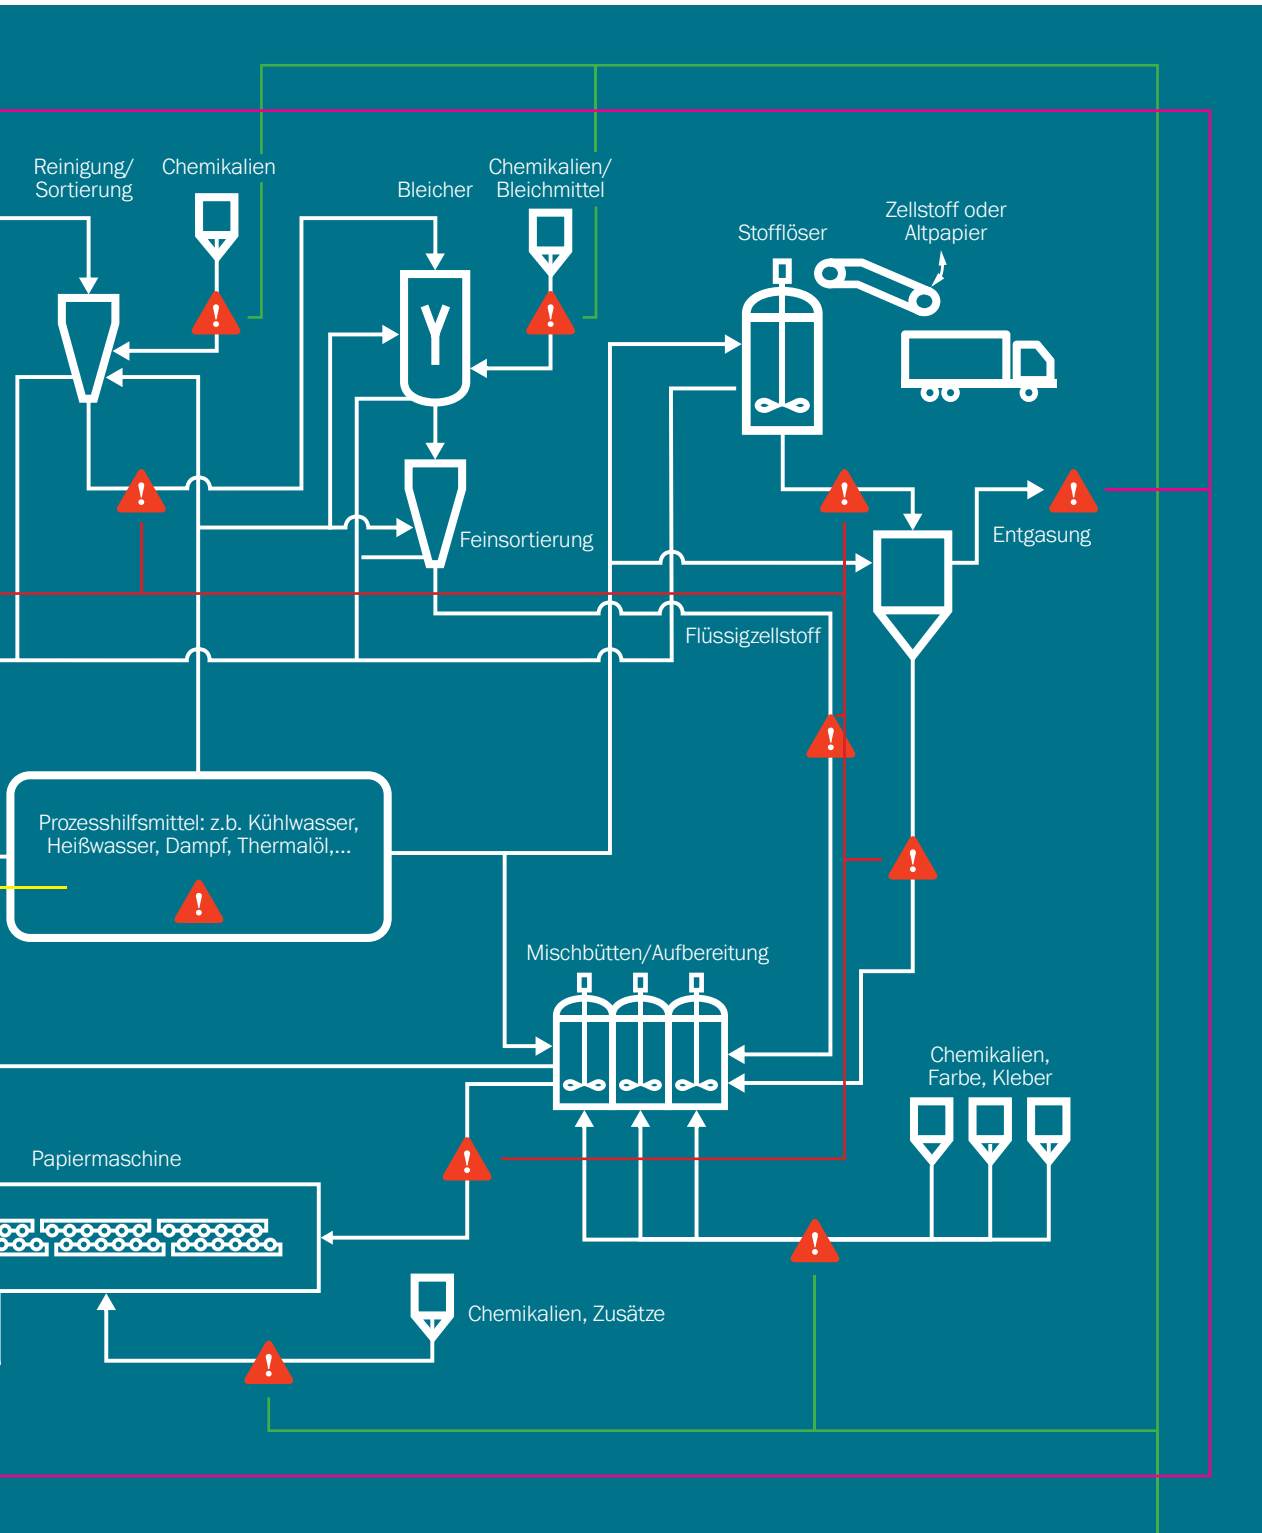 Reinigung/
Sortierung
Chemikalien
Bleicher
Chemikalien/
Bleichmittel
Stofflöser
Zellstoff oder
Altpapier
Feinsortierung
Entgasung
Flüssigzellstoff
Prozesshilfsmittel: z.b. Kühlwasser,
Heißwasser, Dampf, Thermalöl,...
Mischbütten/Aufbereitung
Chemikalien,
Farbe, Kleber
Papiermaschine
Chemikalien, Zusätze